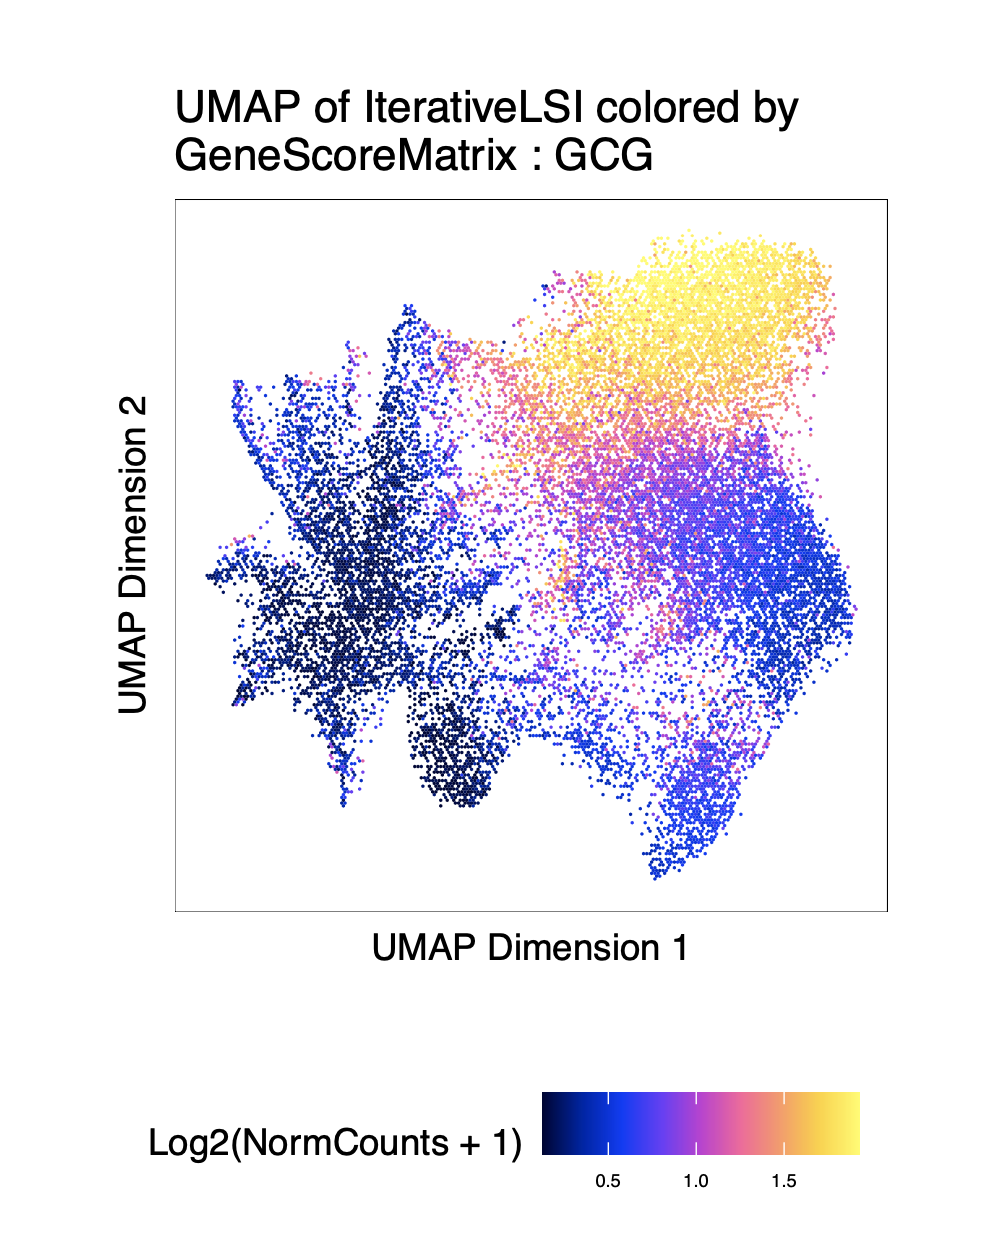 UMAP of IterativeLSI colored by
GeneScoreMatrix : GCG
UMAP Dimension 2
UMAP Dimension 1
Log2(NormCounts + 1)
0.5 1.0 1.5